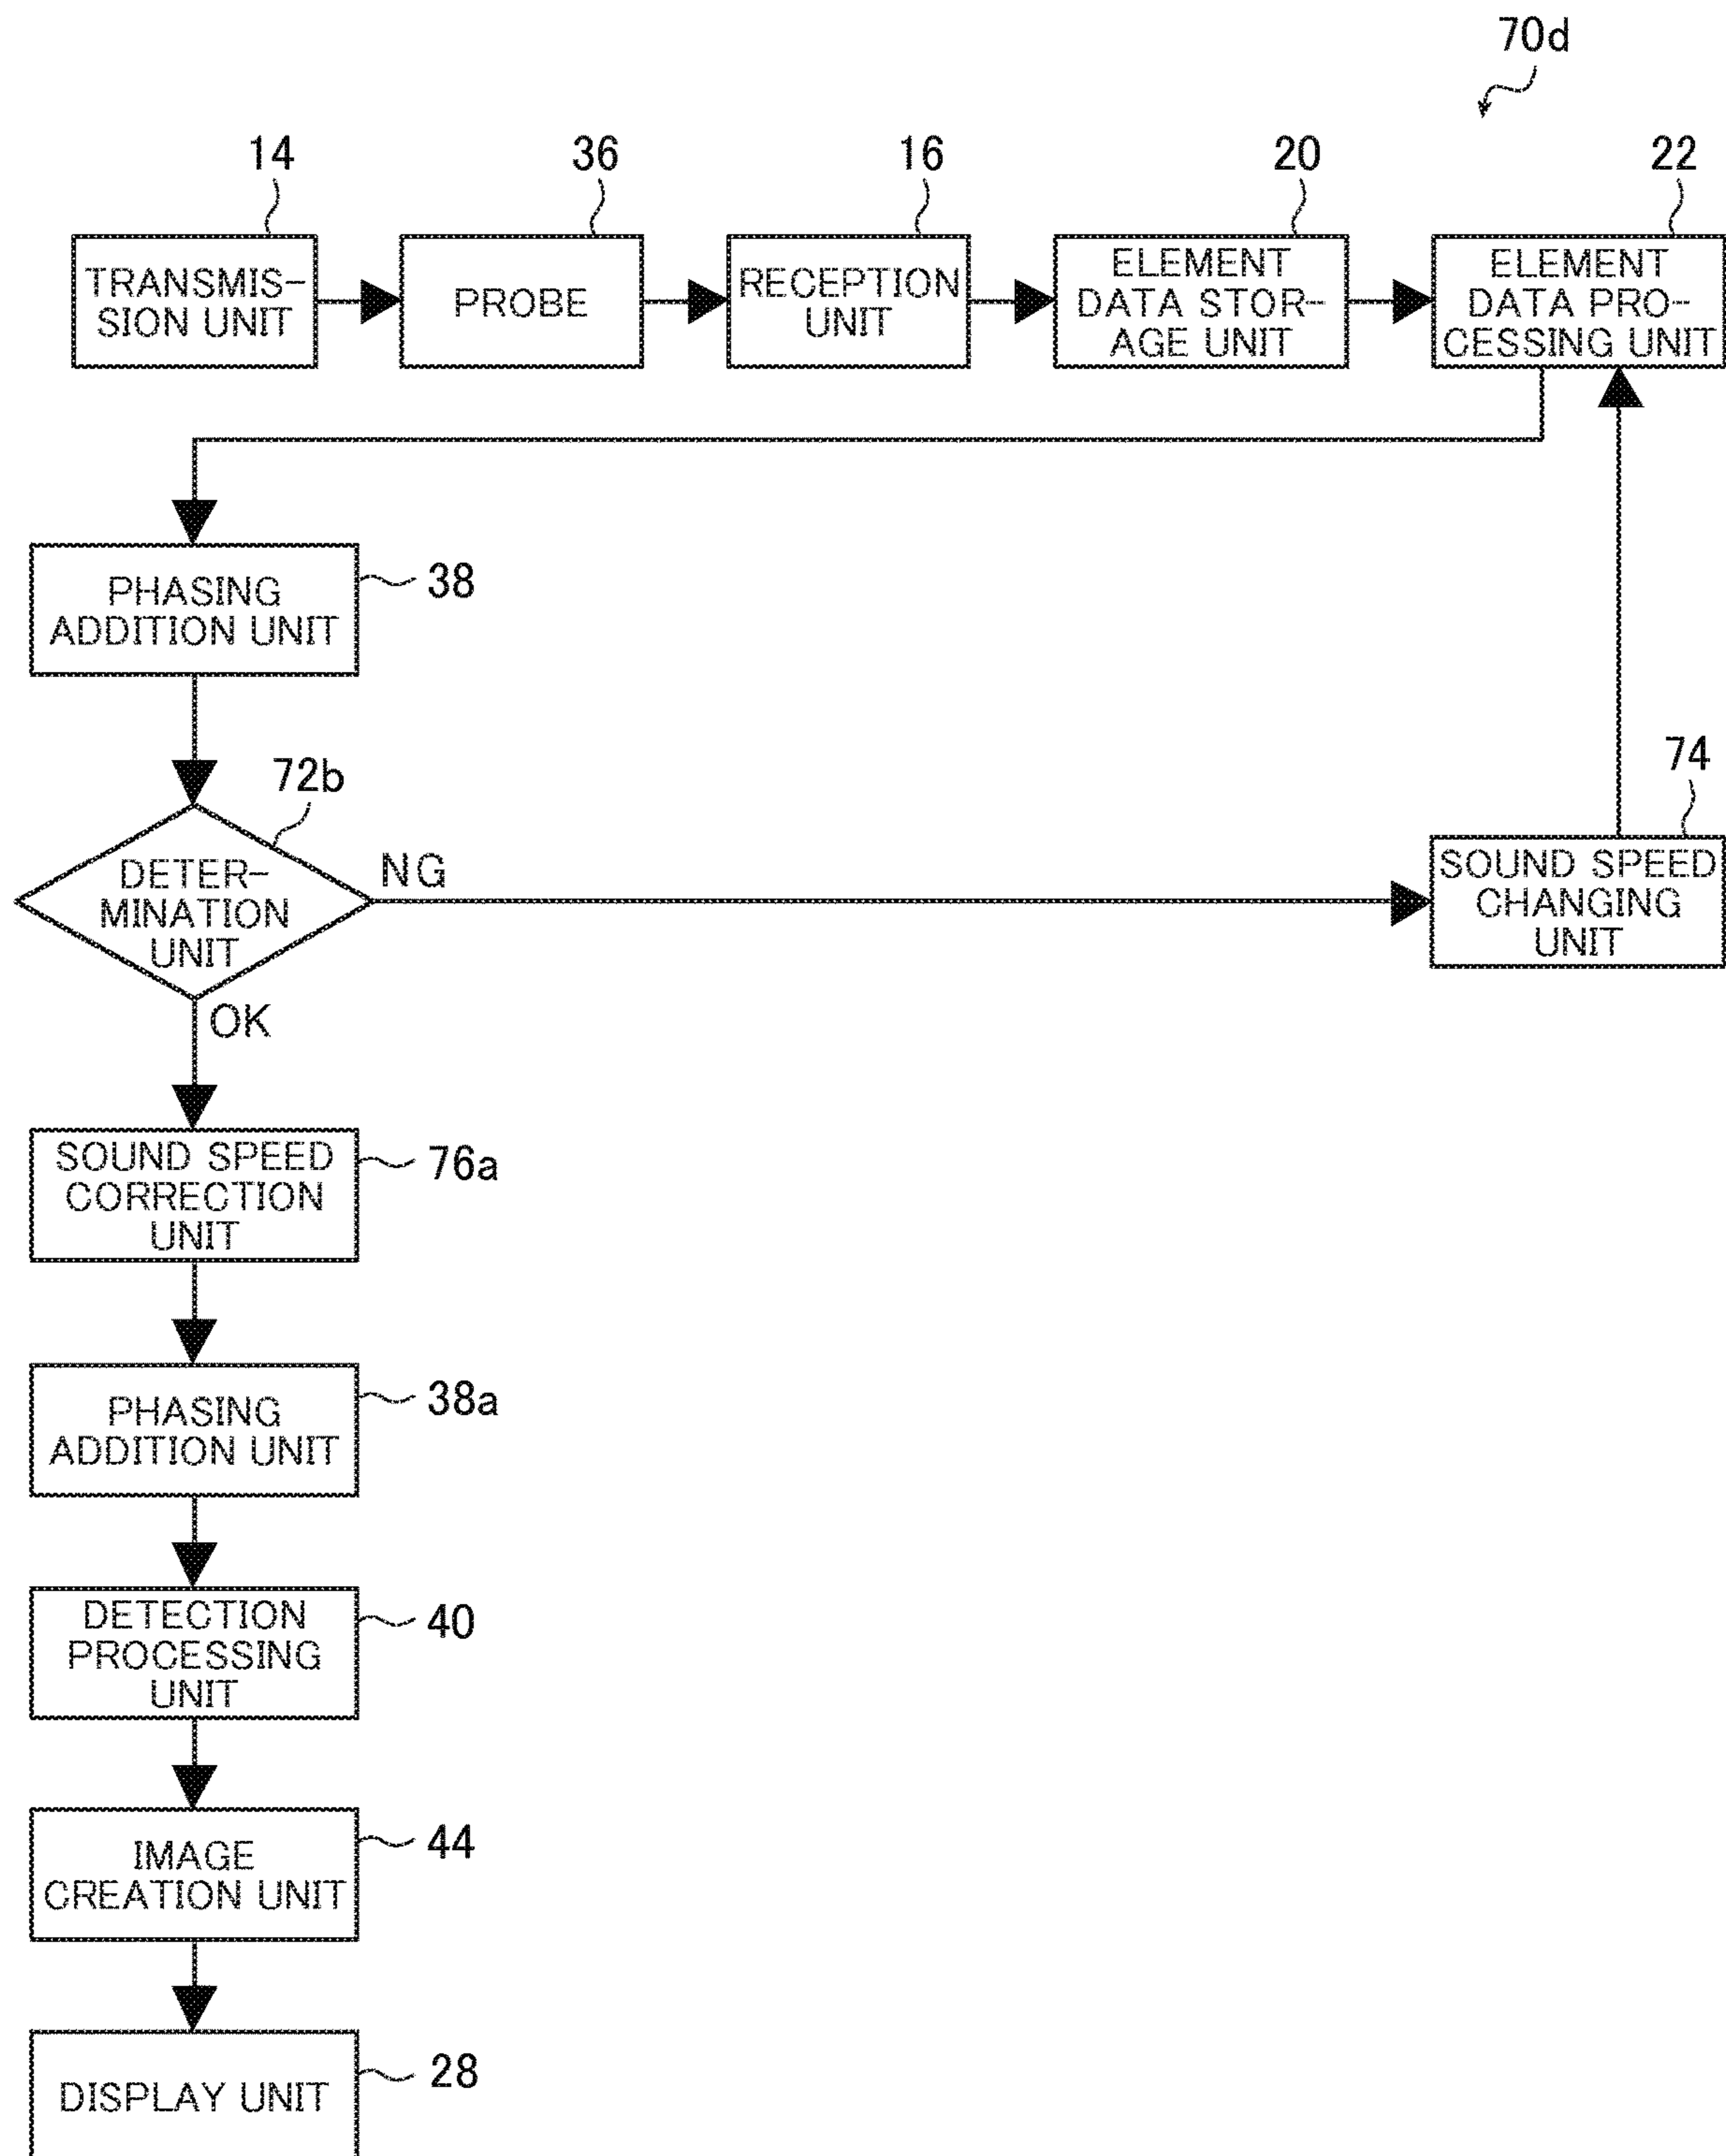 70d
14
36
16
20
22
TRANSMIS-
SION UNIT
PROBE
RECEPTION
UNIT
ELEMENT
DATA STOR-
AGE UNIT
ELEMENT
DATA PRO-
CESSING UNIT
PHASING
ADDITION UNIT
38
72b
DETER-
MINATION
UNIT
NG
74
SOUND SPEED
CHANGING
UNIT
OK
SOUND SPEED
CORRECTION
UNIT
76a
PHASING
ADDITION UNIT
38a
DETECTION
PROCESSING
UNIT
40
IMAGE
CREATION UNIT
44
DISPLAY UNIT
28